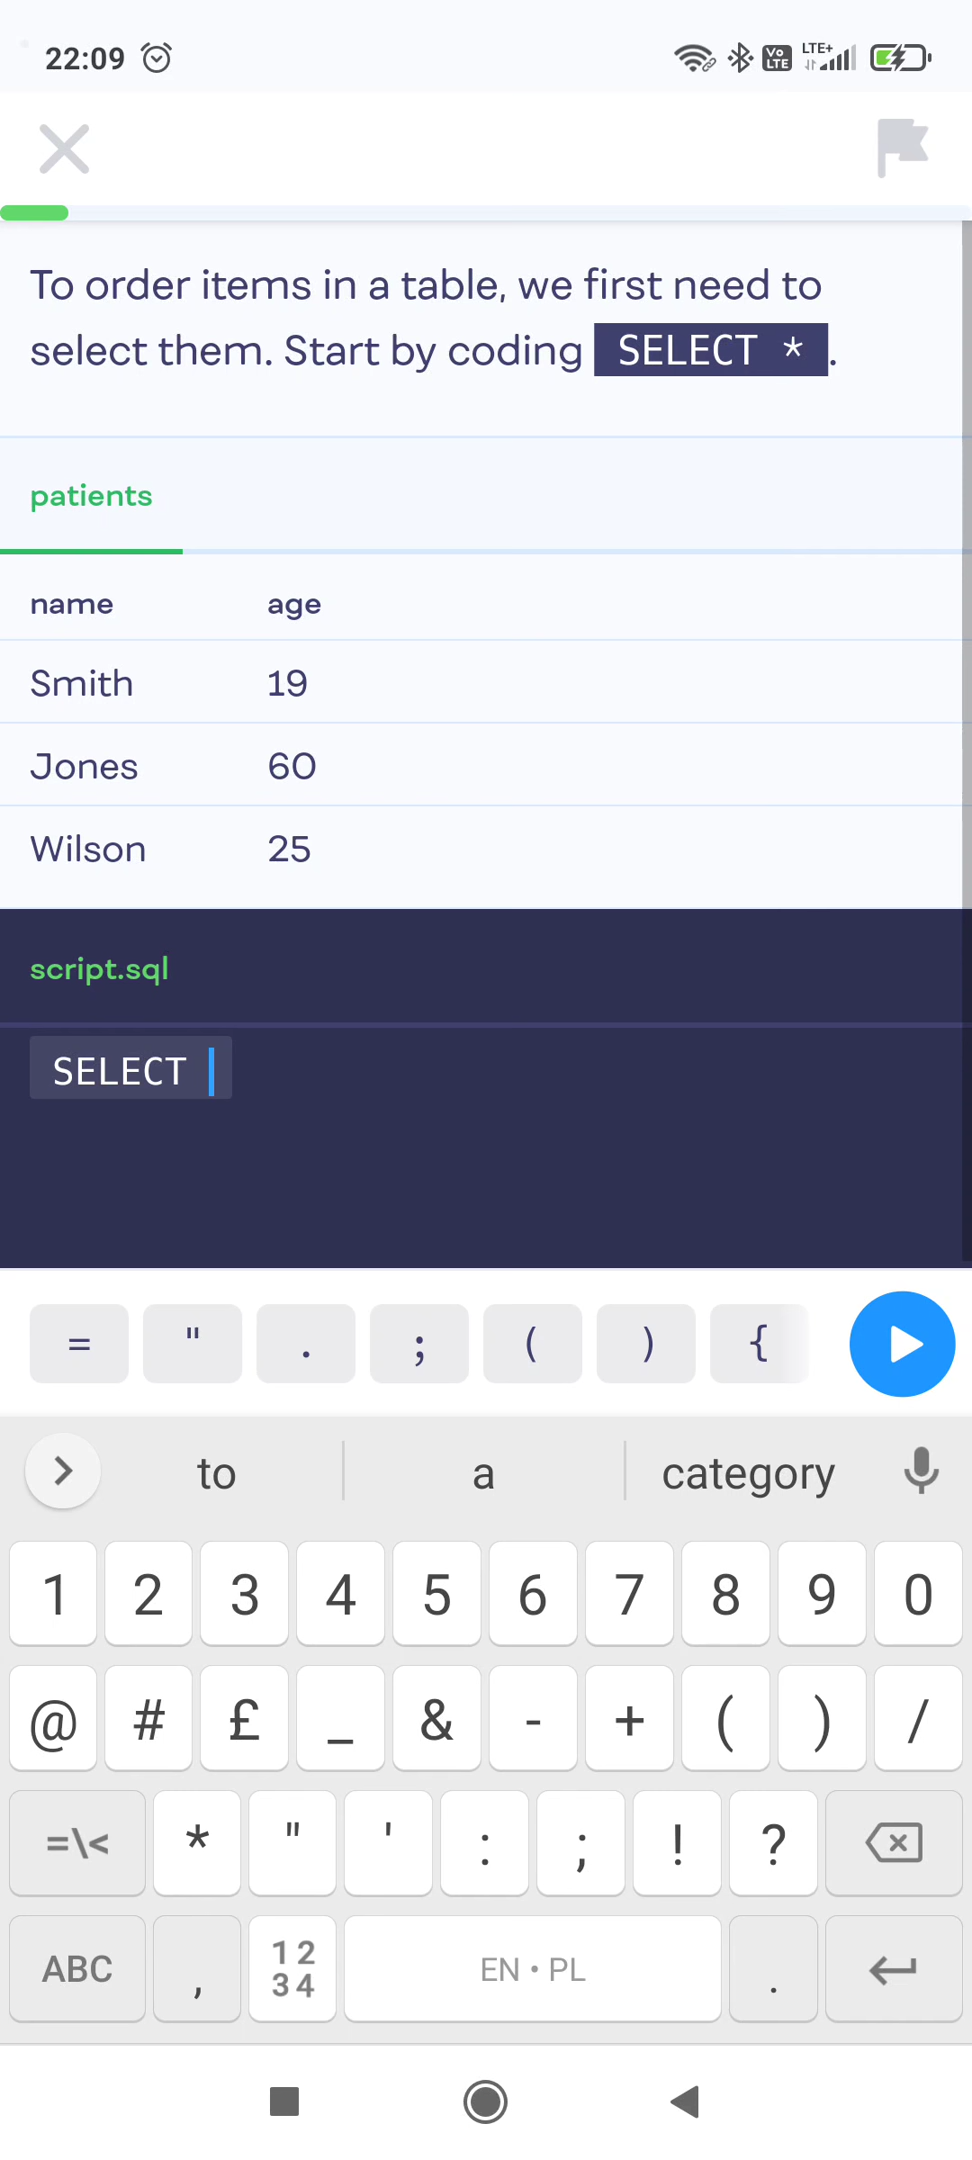 22:09 Vo LTE LTE+
To order items in a table, we first need to
select them. Start by coding SELECT *.
patients
name age
Smith 19
Jones 60
Wilson 25
script.sql
SELECT
= " . ; ( ) {
to a category
1 2 3 4 5 6 7 8 9 0
@ # £ _ & - + ( ) /
=\< * " ' : ; ! ?
ABC , 12 34 EN • PL .